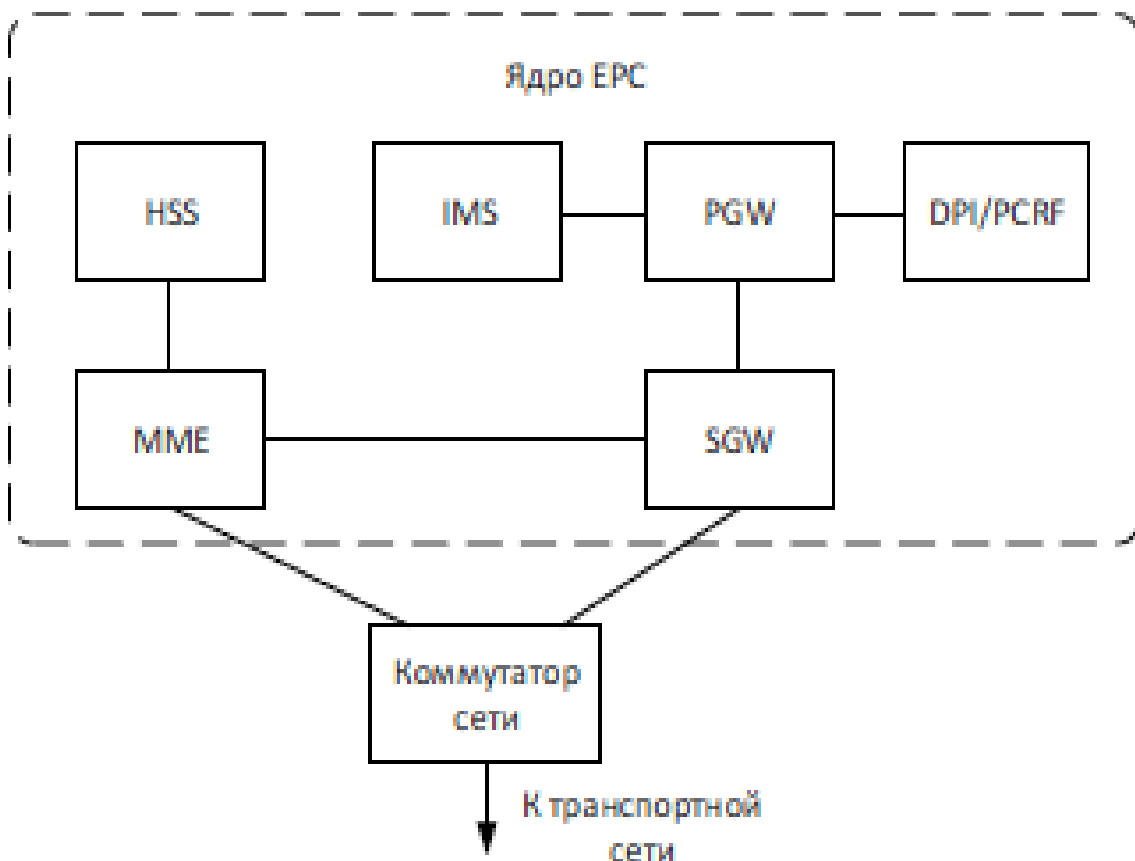 Ядро EPC
HSS
IMS
PGW
DPI/PCRF
MME
SGW
Коммутатор
сети
К транспортной
сети